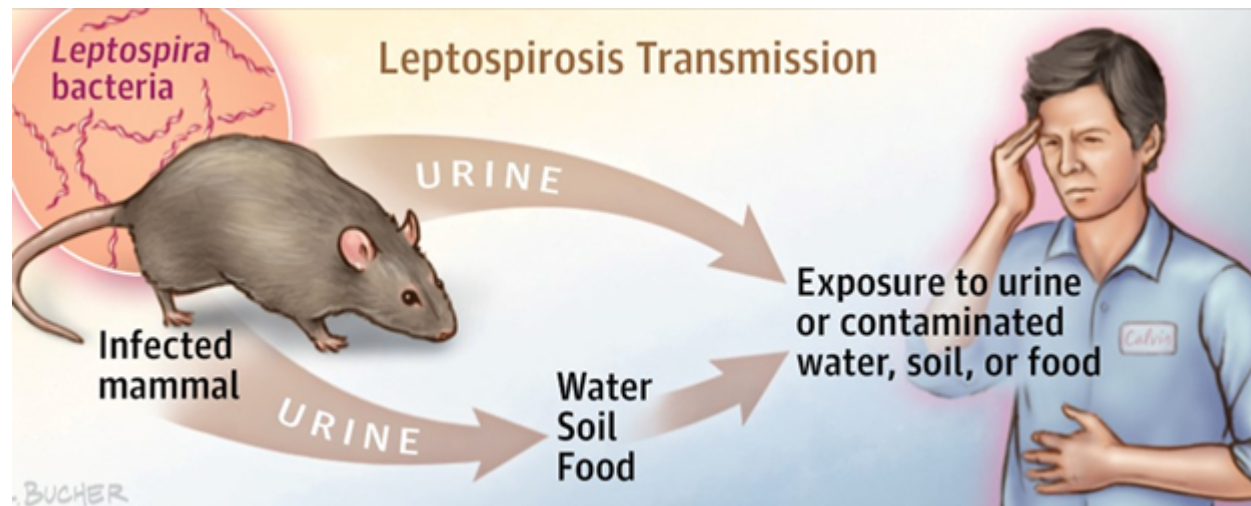 Leptospira
bacteria
Leptospirosis Transmission
URINE
Infected
mammal
URINE
Water
Soil
Food
Exposure to urine
or contaminated
water, soil, or food
Calvin
. BUCHER